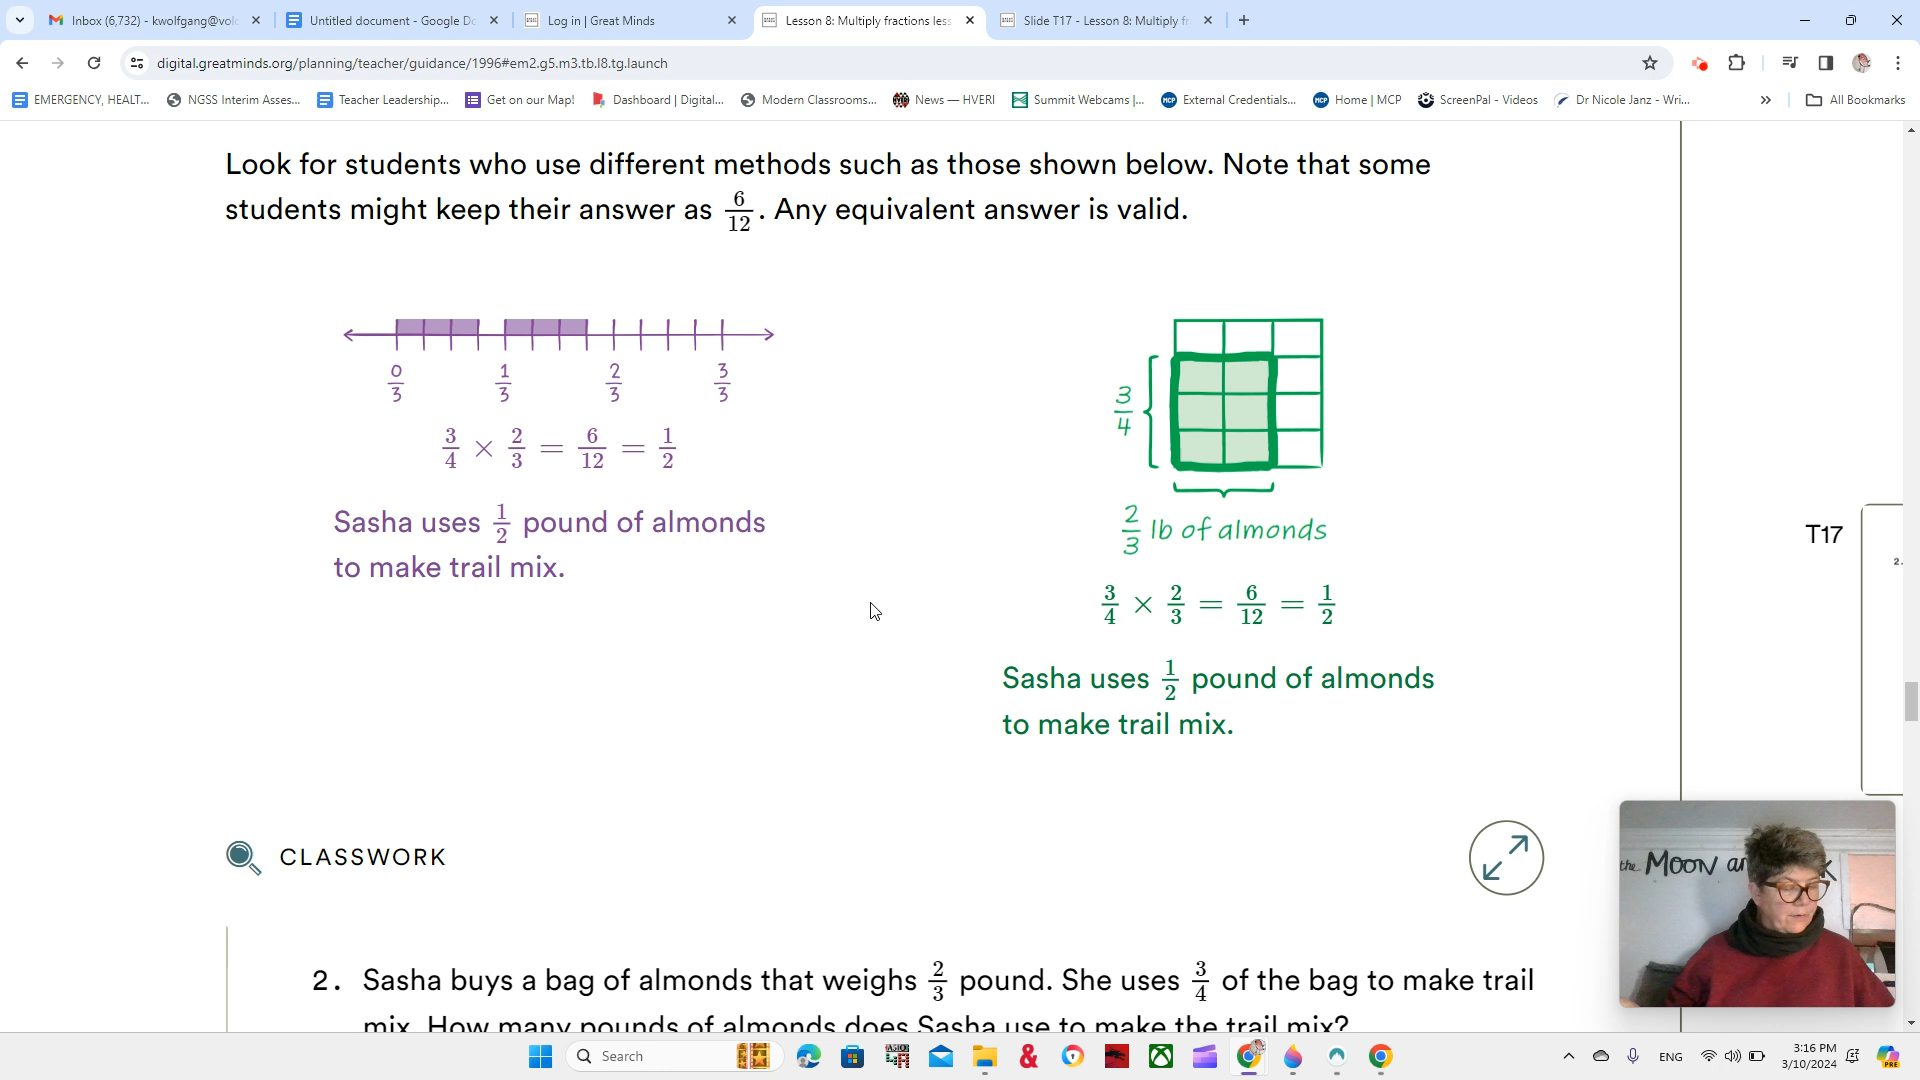 Inbox (6,732) - kwolfgang@volc
Untitled document - Google Do
Log in | Great Minds
Lesson 8: Multiply fractions less
Slide T17 - Lesson 8: Multiply fr
digital.greatminds.org/planning/teacher/guidance/1996#em2.g5.m3.tb.l8.tg.launch
EMERGENCY, HEALT...
NGSS Interim Asses...
Teacher Leadership...
Get on our Map!
Dashboard | Digital...
Modern Classrooms...
News — HVERI
Summit Webcams |...
External Credentials...
Home | MCP
ScreenPal - Videos
Dr Nicole Janz - Wri...
All Bookmarks
Look for students who use different methods such as those shown below. Note that some
students might keep their answer as 6/12. Any equivalent answer is valid.
0/3 1/3 2/3 3/3
3/4 × 2/3 = 6/12 = 1/2
Sasha uses 1/2 pound of almonds
to make trail mix.
3/4
2/3 lb of almonds
3/4 × 2/3 = 6/12 = 1/2
Sasha uses 1/2 pound of almonds
to make trail mix.
T17
2.
CLASSWORK
the Moon an
2. Sasha buys a bag of almonds that weighs 2/3 pound. She uses 3/4 of the bag to make trail
mix. How many pounds of almonds does Sasha use to make the trail mix?
Search
ENG
3:16 PM
3/10/2024